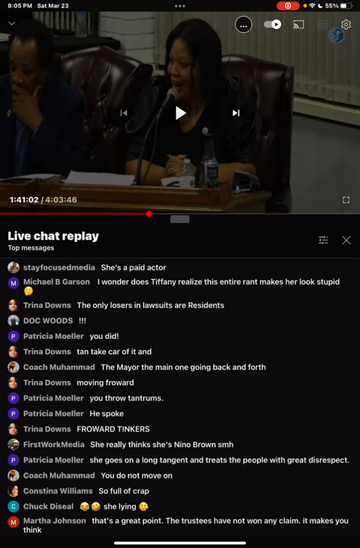 8:05 PM Sat Mar 23
55%
1:41:02 / 4:03:46
Live chat replay
Top messages
stayfocusedmedia She's a paid actor
M Michael B Garson I wonder does Tiffany realize this entire rant makes her look stupid
🤔
Trina Downs The only losers in lawsuits are Residents
DOC WOODS !!!
P Patricia Moeller you did!
Trina Downs tan take car of it and
Coach Muhammad The Mayor the main one going back and forth
Trina Downs moving froward
P Patricia Moeller you throw tantrums.
P Patricia Moeller He spoke
Trina Downs FROWARD TINKERS
FirstWorkMedia She really thinks she's Nino Brown smh
P Patricia Moeller she goes on a long tangent and treats the people with great disrespect.
Coach Muhammad You do not move on
Constina Williams So full of crap
C Chuck Diseal 😂🤣 she lying 🤥
M Martha Johnson that's a great point. The trustees have not won any claim. it makes you
think